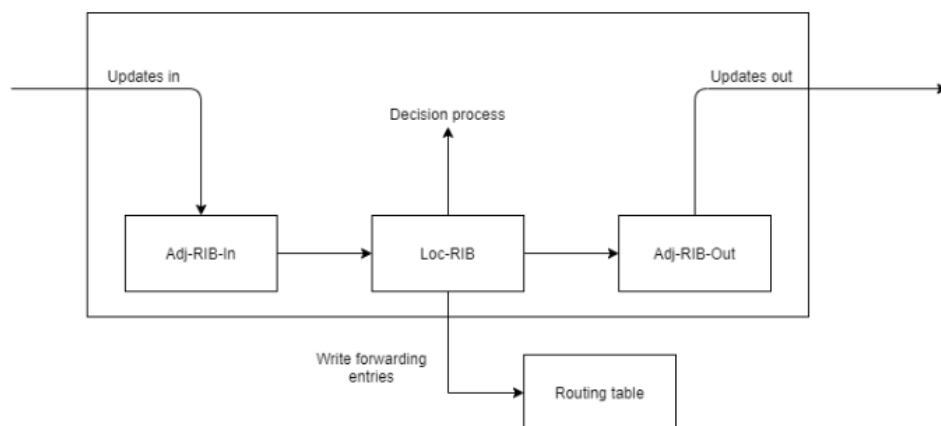 Updates in
Updates out
Decision process
Adj-RIB-In
Loc-RIB
Adj-RIB-Out
Write forwarding
entries
Routing table